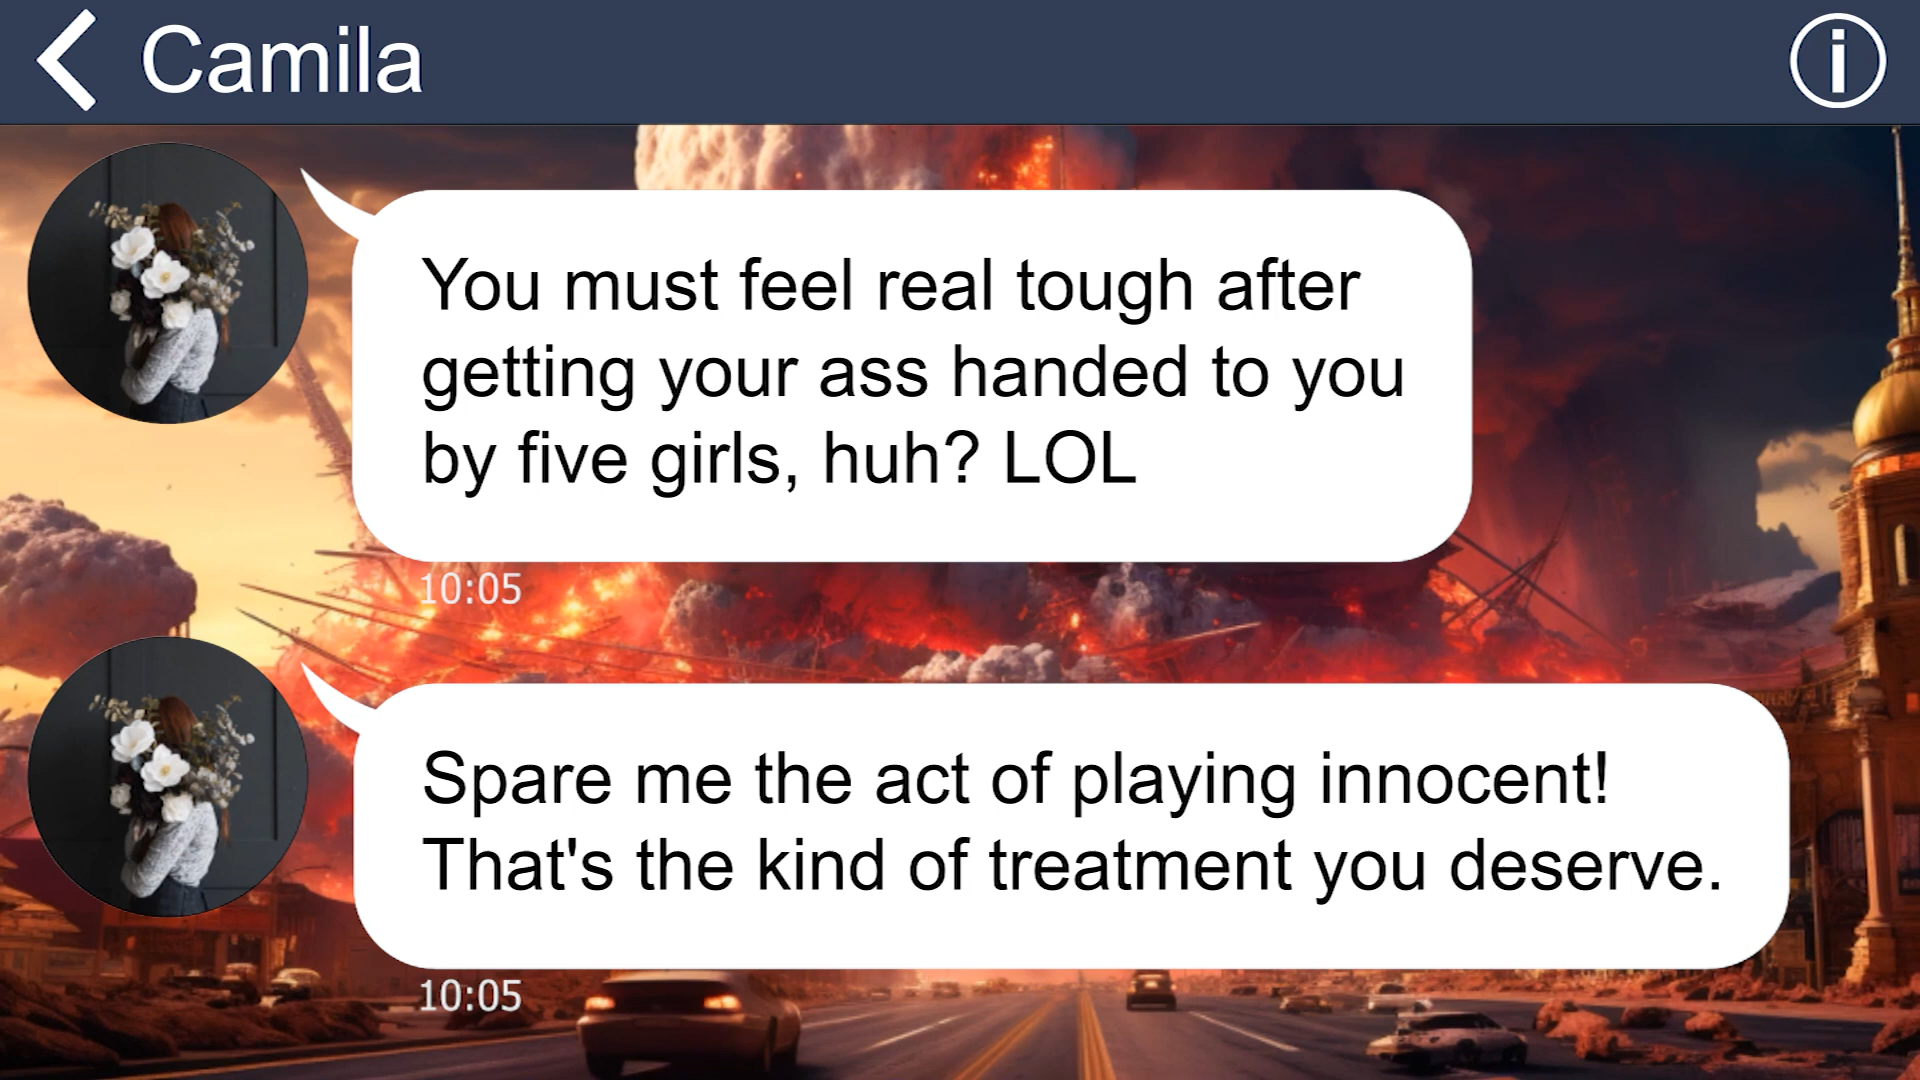 Camila
You must feel real tough after
getting your ass handed to you
by five girls, huh? LOL
10:05
Spare me the act of playing innocent!
That's the kind of treatment you deserve.
10:05